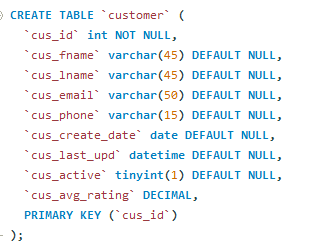 CREATE TABLE `customer` (
`cus_id` int NOT NULL,
`cus_fname` varchar(45) DEFAULT NULL,
`cus_lname` varchar(45) DEFAULT NULL,
`cus_email` varchar(50) DEFAULT NULL,
`cus_phone` varchar(15) DEFAULT NULL,
`cus_create_date` date DEFAULT NULL,
`cus_last_upd` datetime DEFAULT NULL,
`cus_active` tinyint(1) DEFAULT NULL,
`cus_avg_rating` DECIMAL,
PRIMARY KEY (`cus_id`)
);